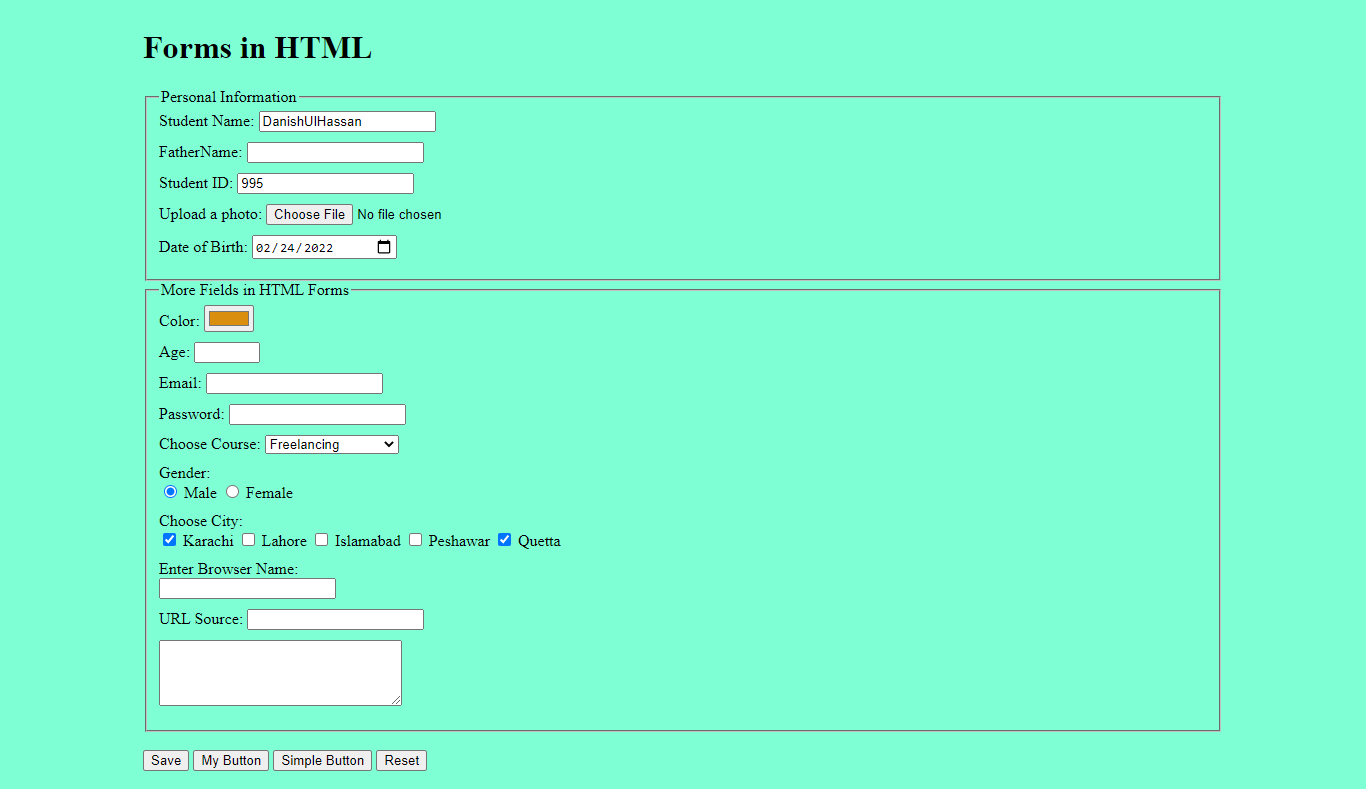 Forms in HTML
Personal Information
Student Name: DanishUlHassan
FatherName:
Student ID: 995
Upload a photo: Choose File No file chosen
Date of Birth: 02/24/2022
More Fields in HTML Forms
Color:
Age:
Email:
Password:
Choose Course: Freelancing
Gender:
Male Female
Choose City:
Karachi Lahore Islamabad Peshawar Quetta
Enter Browser Name:
URL Source:
Save My Button Simple Button Reset